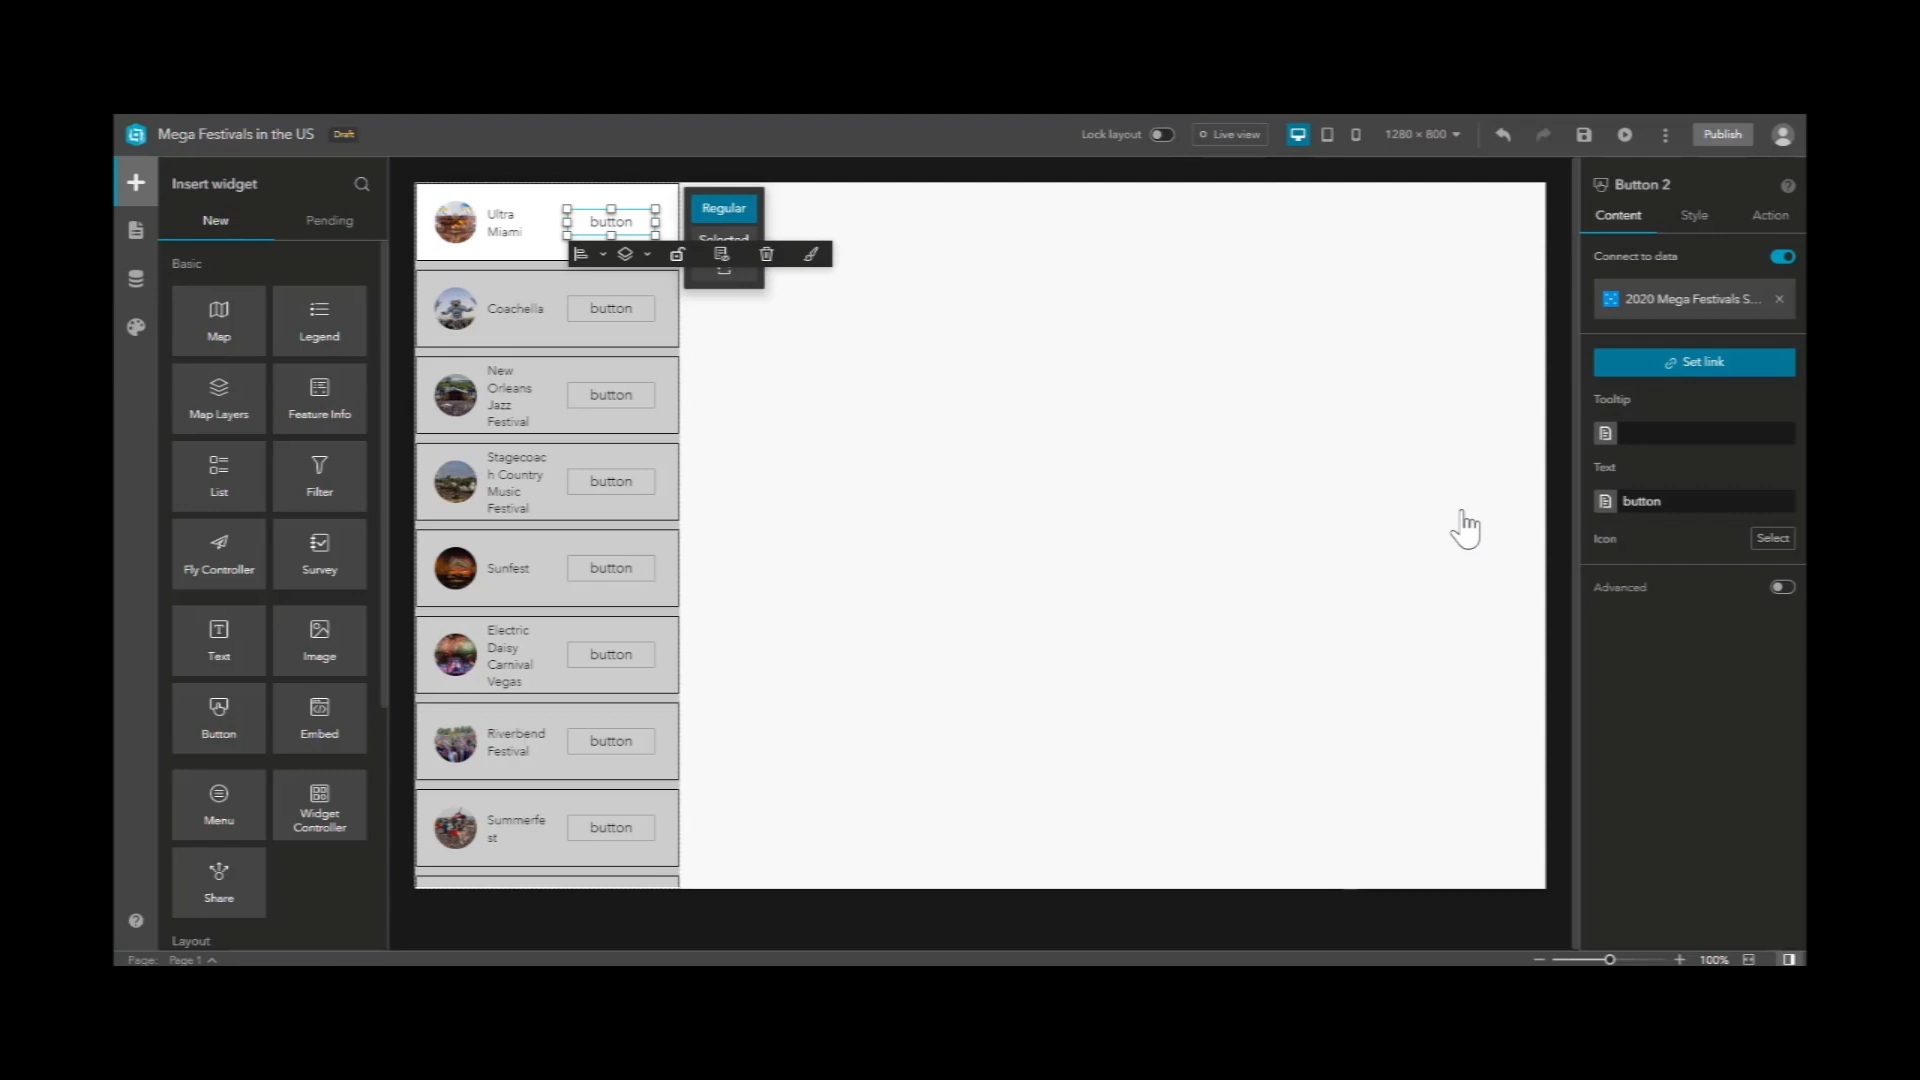 Mega Festivals in the US Draft
Lock layout Live view 1280 × 800 Publish
Insert widget
New Pending
Basic
Map Legend
Map Layers Feature Info
List Filter
Fly Controller Survey
Text Image
Button Embed
Menu Widget
Controller
Share
Layout
Page: Page 1
Ultra
Miami
button
Regular
Selected
Coachella button
New
Orleans
Jazz
Festival
button
Stagecoac
h Country
Music
Festival
button
Sunfest button
Electric
Daisy
Carnival
Vegas
button
Riverbend
Festival
button
Summerfe
st
button
Button 2
Content Style Action
Connect to data
2020 Mega Festivals S...
Set link
Tooltip
Text
button
Icon Select
Advanced
100%